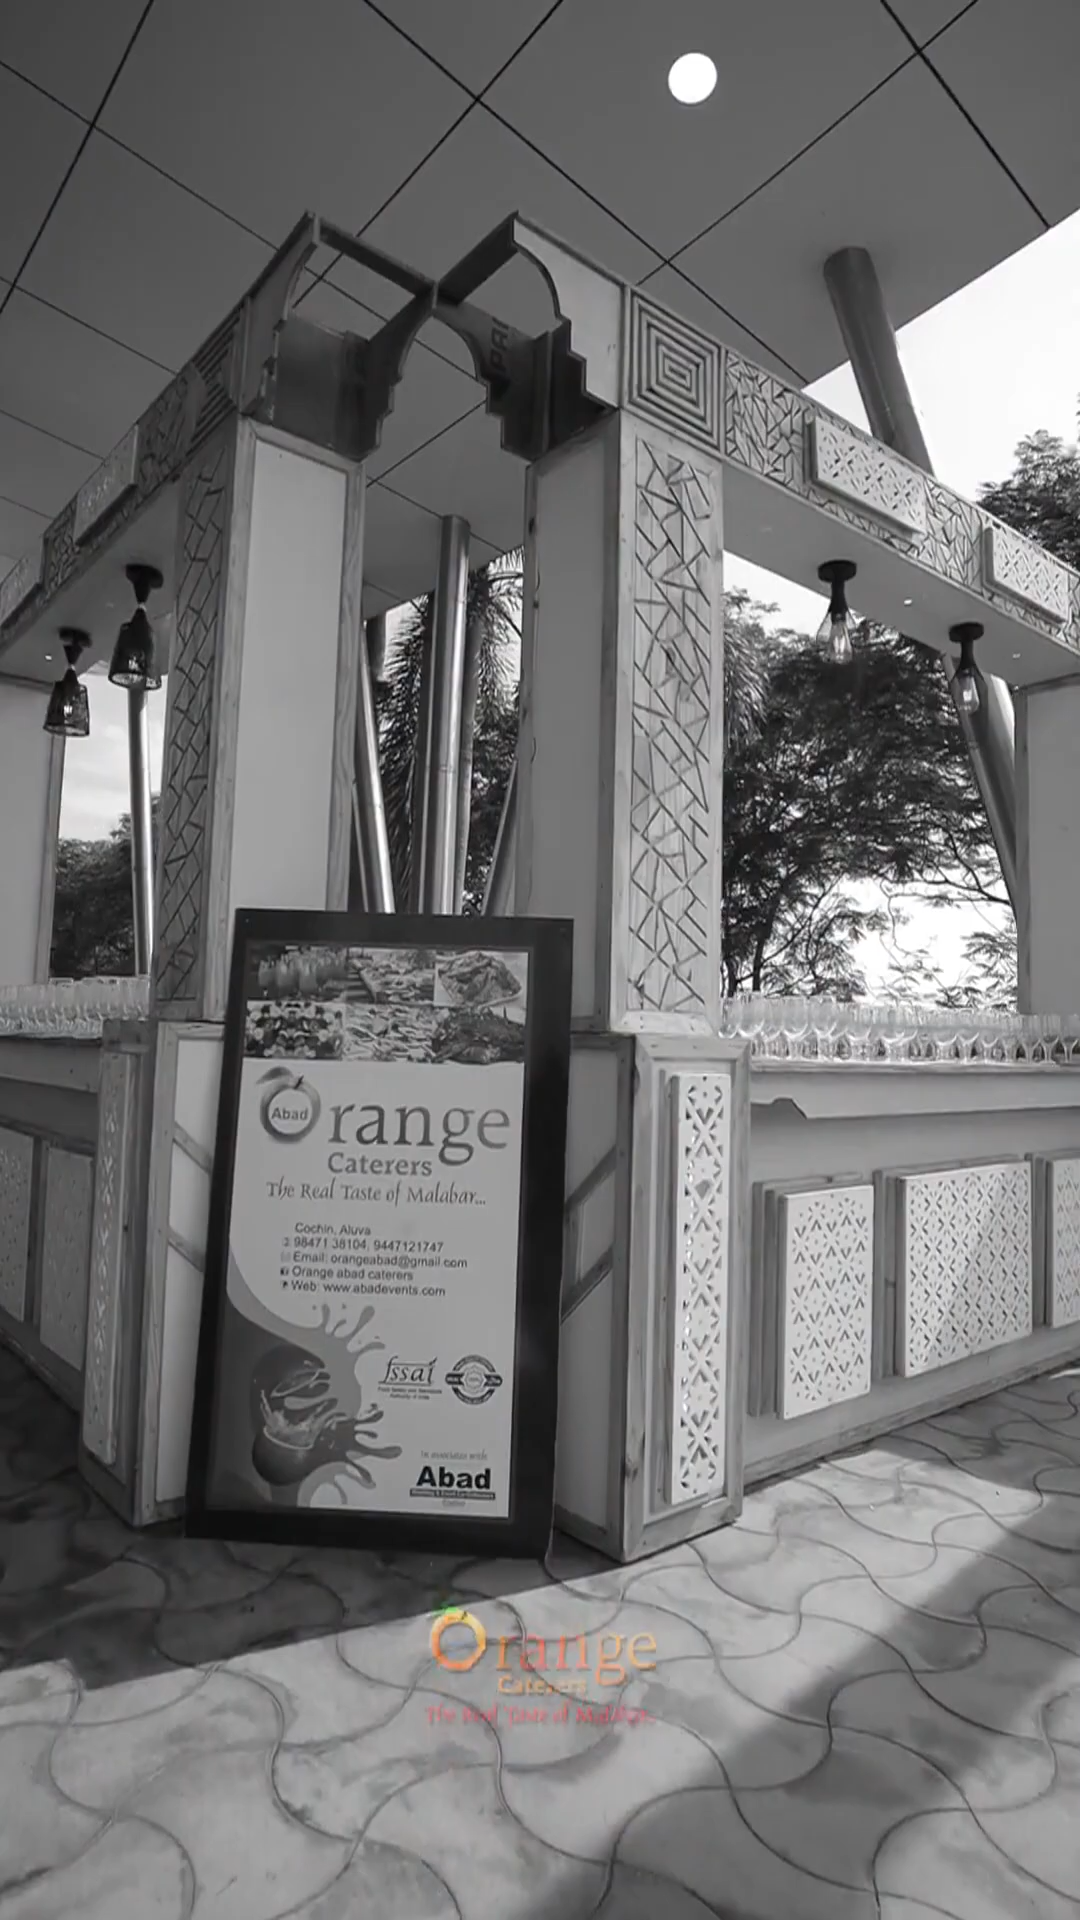 Abad
Orange
Caterers
The Real Taste of Malabar...
Cochin, Aluva
98471 38104, 9447121747
Email: orangeabad@gmail.com
Orange abad caterers
Web: www.abadevents.com
fssai
in associates with
Abad
Orange
Caterers
The Real Taste of Malabar...